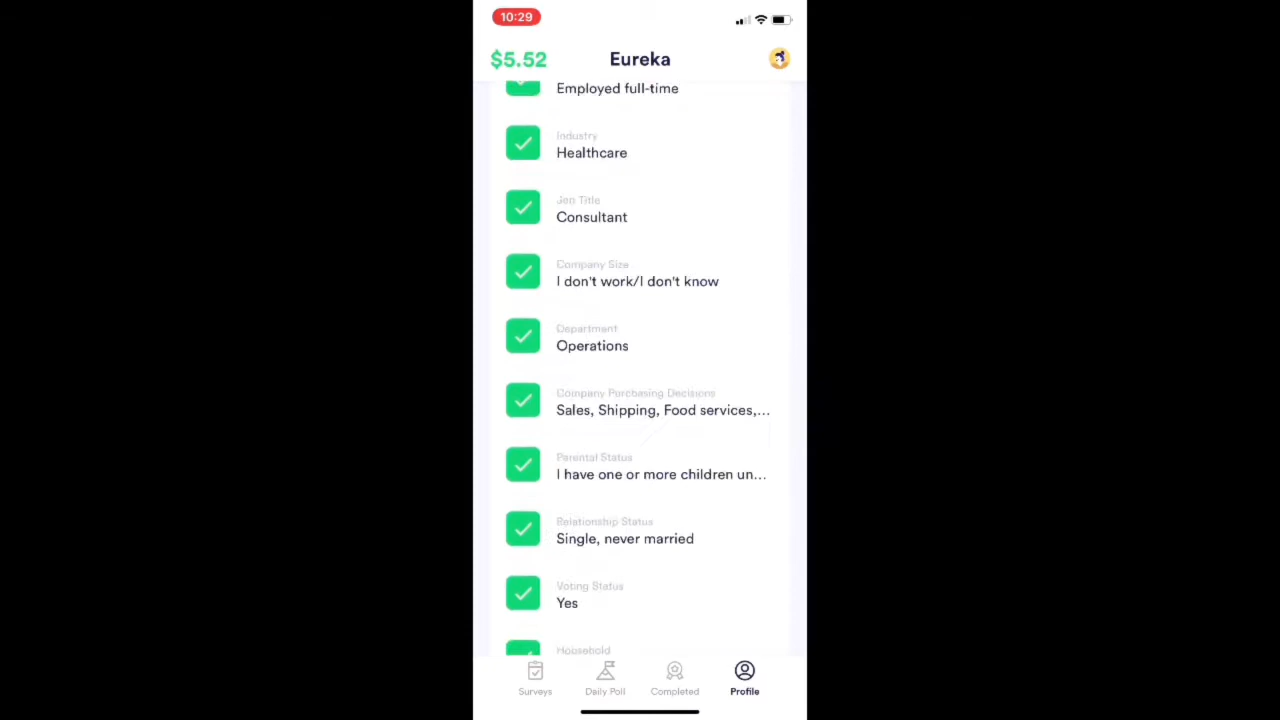 10:29
$5.52
Eureka
Employed full-time
Industry
Healthcare
Job Title
Consultant
Company Size
I don't work/I don't know
Department
Operations
Company Purchasing Decisions
Sales, Shipping, Food services,...
Parental Status
I have one or more children un...
Relationship Status
Single, never married
Voting Status
Yes
Household
Surveys
Daily Poll
Completed
Profile